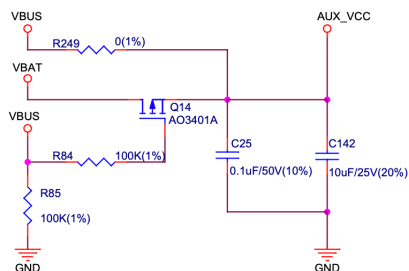 VBUS
AUX_VCC
R249
0(1%)
VBAT
Q14
AO3401A
VBUS
R84
100K(1%)
C25
0.1uF/50V(10%)
C142
10uF/25V(20%)
R85
100K(1%)
GND
GND